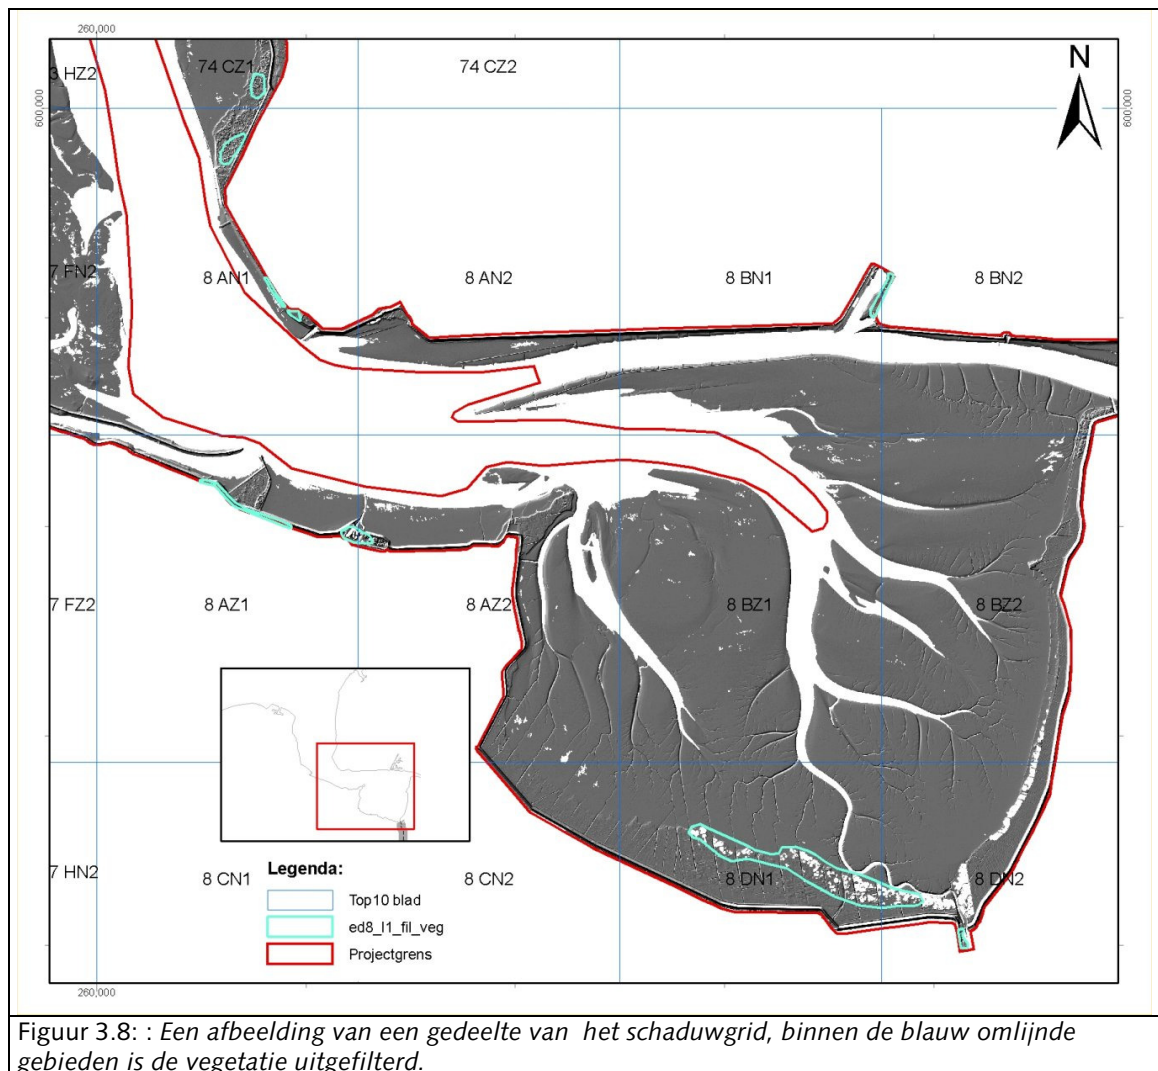 260,000
74 CZ1
74 CZ2
3 HZ2
N
600,000
600,000
7 FN2
8 AN1
8 AN2
8 BN1
8 BN2
7 FZ2
8 AZ1
8 AZ2
8 BZ1
8 BZ2
7 HN2
8 CN1
8 CN2
8 DN1
8 DN2
Legenda:
Top10 blad
ed8_l1_fil_veg
Projectgrens
260,000
Figuur 3.8: : Een afbeelding van een gedeelte van het schaduwgrid, binnen de blauw omlijnde
gebieden is de vegetatie uitgefilterd.